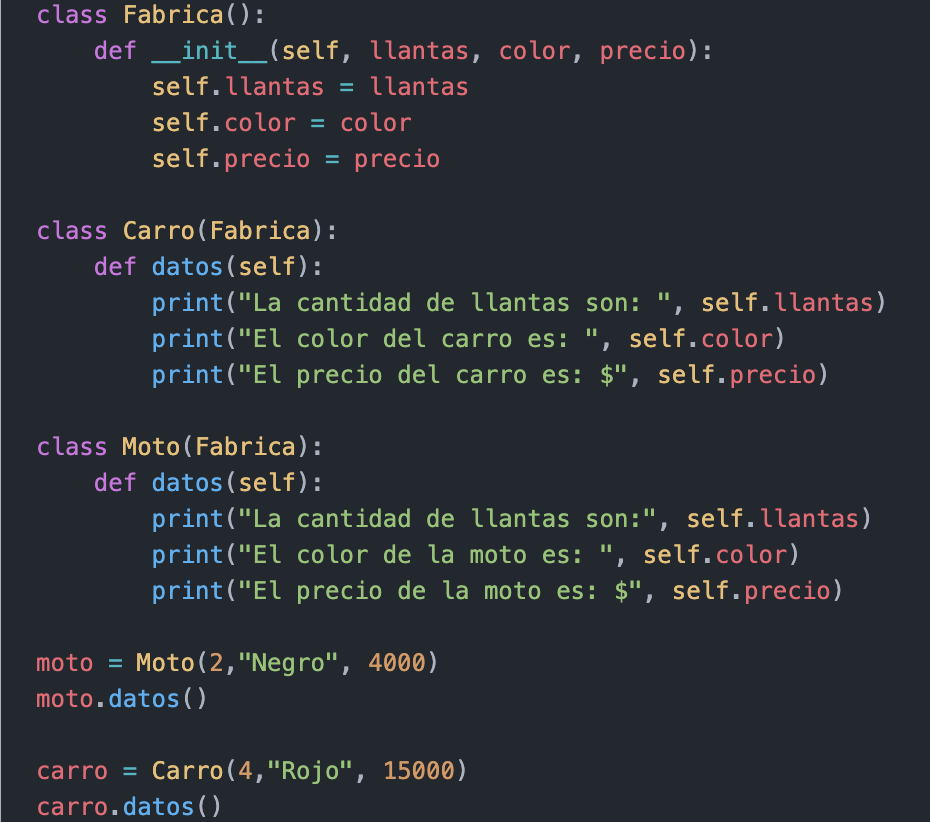 class Fabrica():
    def __init__(self, llantas, color, precio):
        self.llantas = llantas
        self.color = color
        self.precio = precio

class Carro(Fabrica):
    def datos(self):
        print("La cantidad de llantas son: ", self.llantas)
        print("El color del carro es: ", self.color)
        print("El precio del carro es: $", self.precio)

class Moto(Fabrica):
    def datos(self):
        print("La cantidad de llantas son:", self.llantas)
        print("El color de la moto es: ", self.color)
        print("El precio de la moto es: $", self.precio)

moto = Moto(2,"Negro", 4000)
moto.datos()

carro = Carro(4,"Rojo", 15000)
carro.datos()